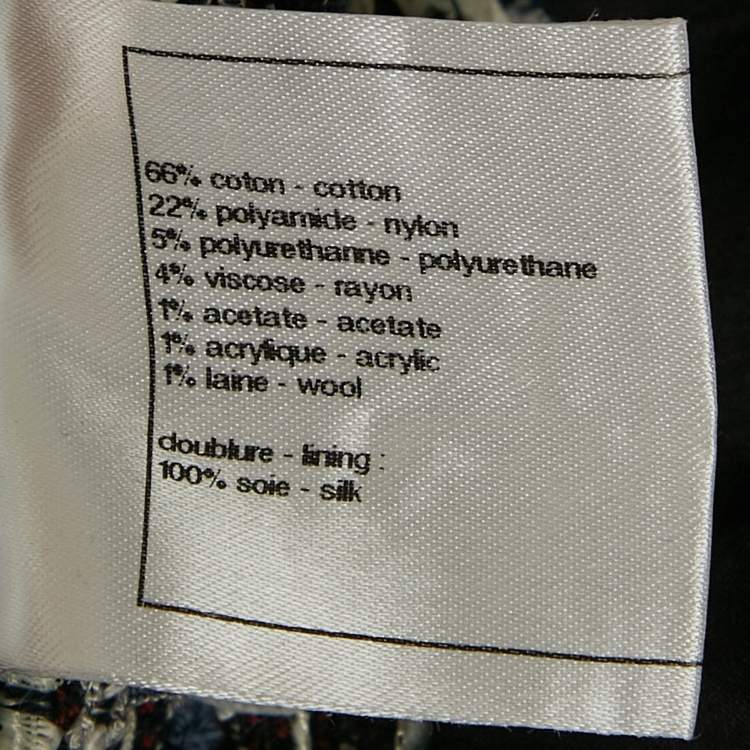 66% coton - cotton
22% polyamide - nylon
5% polyurethanne - polyurethane
4% viscose - rayon
1% acetate - acetate
1% acrylique - acrylic
1% laine - wool
doublure - lining :
100% soie - silk